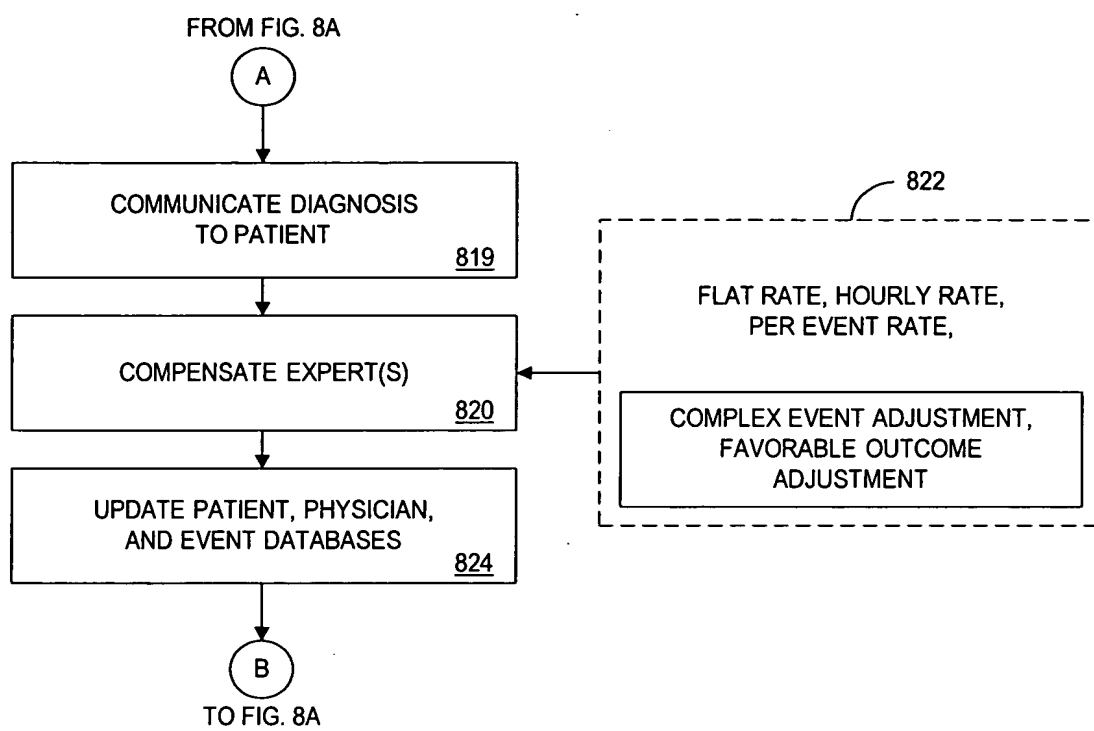 FROM FIG. 8A
A
COMMUNICATE DIAGNOSIS
TO PATIENT
819
822
FLAT RATE, HOURLY RATE,
PER EVENT RATE,
COMPENSATE EXPERT(S)
820
COMPLEX EVENT ADJUSTMENT,
FAVORABLE OUTCOME
ADJUSTMENT
UPDATE PATIENT, PHYSICIAN,
AND EVENT DATABASES
824
B
TO FIG. 8A